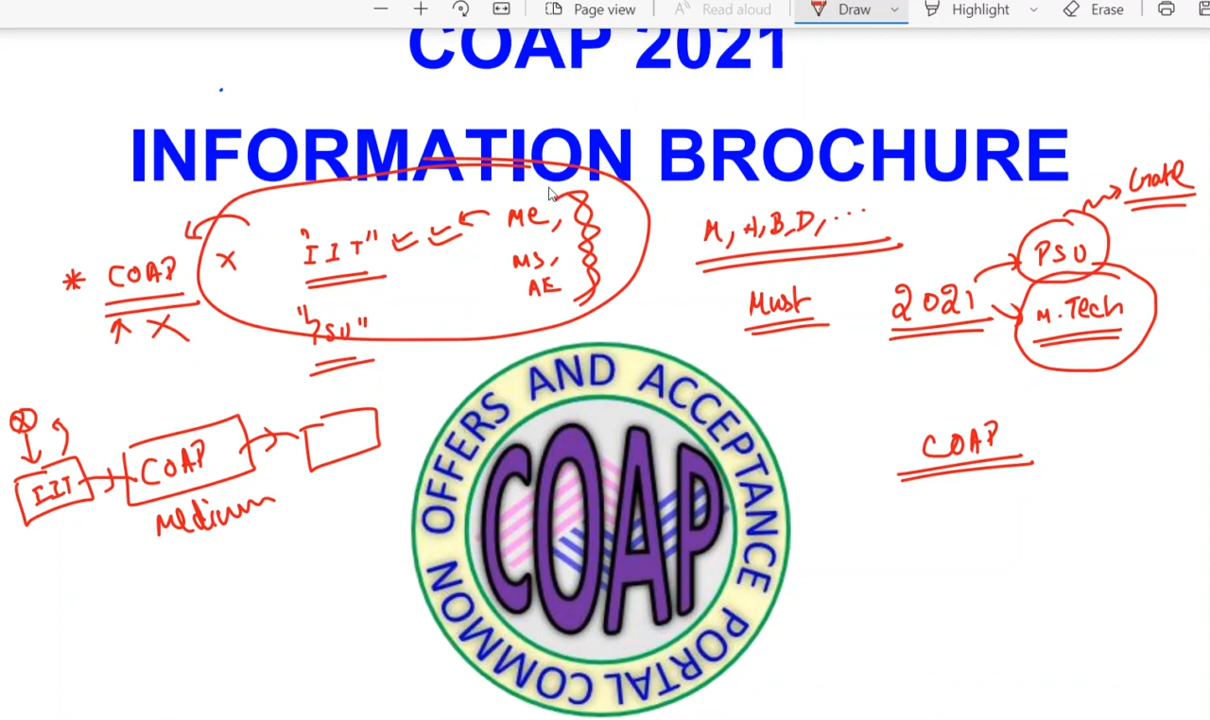 Page view
Read aloud
Draw
Highlight
Erase
COAP 2021
INFORMATION BROCHURE
Gate
Me,
M, A, B, D, ...
"IIT"
PSU
* COAP
X
MS,
AE
Must
2021
M.Tech
X
"PSU"
COAP
IIT
COAP
Medium
COMMON OFFERS AND ACCEPTANCE PORTAL
COAP